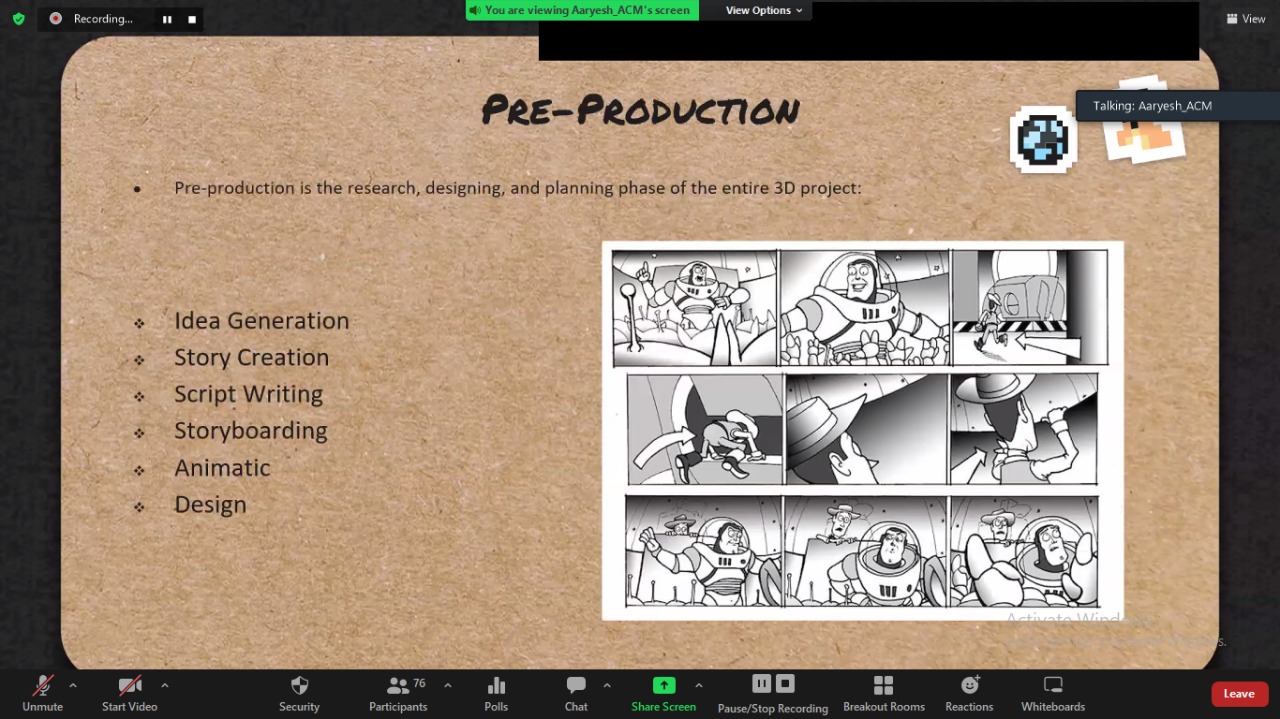 Recording...
You are viewing Aaryesh_ACM's screen
View Options
View
Talking: Aaryesh_ACM
PRE-PRODUCTION
• Pre-production is the research, designing, and planning phase of the entire 3D project:
❖ Idea Generation
❖ Story Creation
❖ Script Writing
❖ Storyboarding
❖ Animatic
❖ Design
Activate
Unmute
Start Video
Security
76
Participants
Polls
Chat
Share Screen
Pause/Stop Recording
Breakout Rooms
Reactions
Whiteboards
Leave